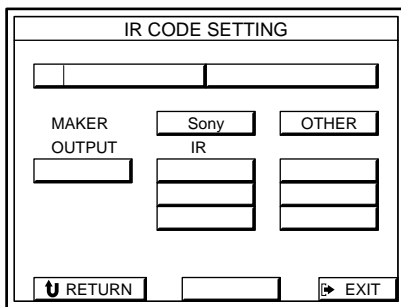 IR CODE SETTING
MAKER Sony OTHER
OUTPUT IR
RETURN EXIT